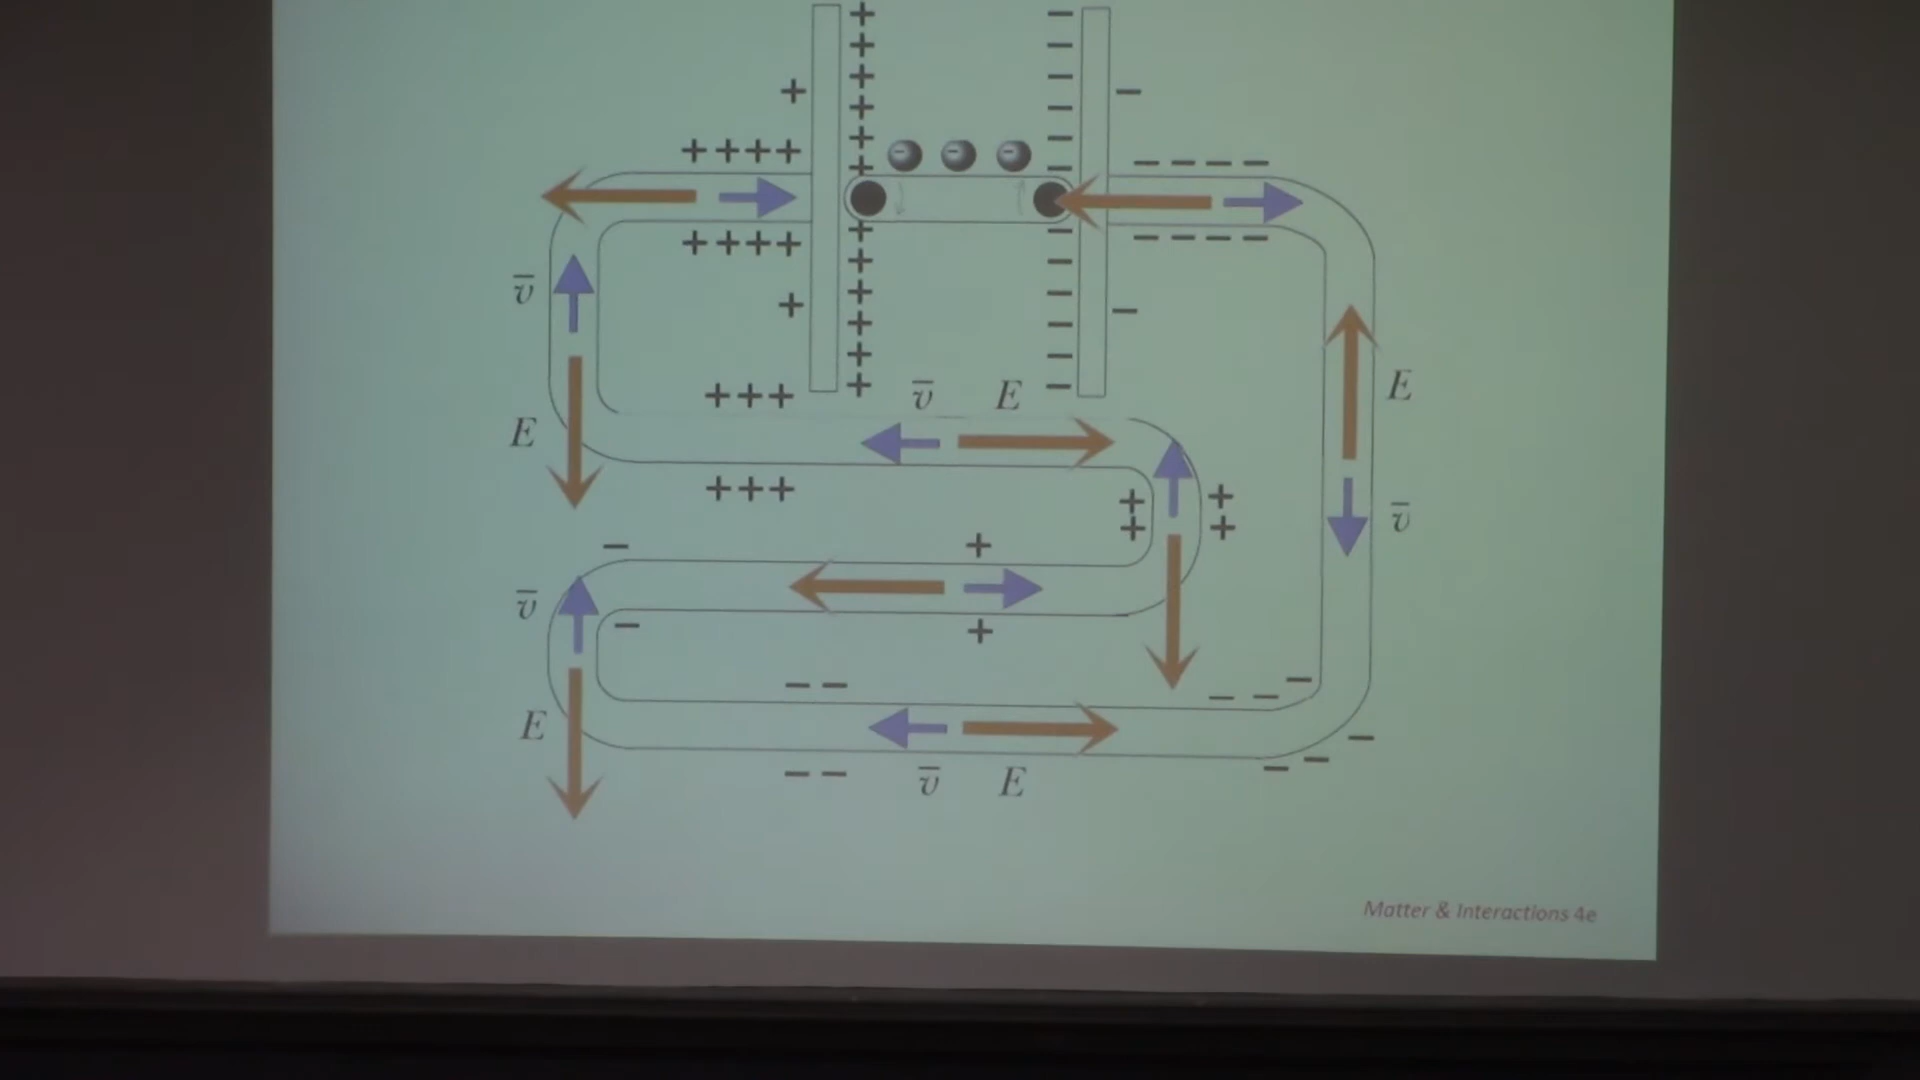 v̄
v̄ E
E
E
v̄
v̄
E
v̄ E
Matter & Interactions 4e